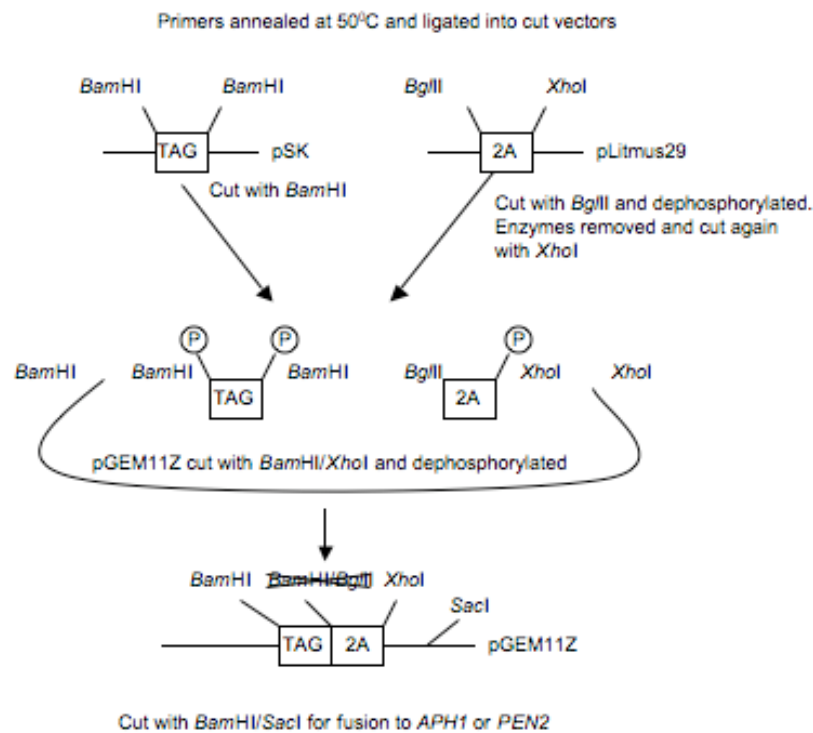 Primers annealed at 50⁰C and ligated into cut vectors
BamHI BamHI BglII XhoI
TAG pSK 2A pLitmus29
Cut with BamHI
Cut with BglII and dephosphorylated.
Enzymes removed and cut again
with XhoI
P P P
BamHI BamHI BamHI BglII XhoI XhoI
TAG 2A
pGEM11Z cut with BamHI/XhoI and dephosphorylated
BamHI BamHI/BglII XhoI
SacI
TAG 2A pGEM11Z
Cut with BamHI/SacI for fusion to APH1 or PEN2